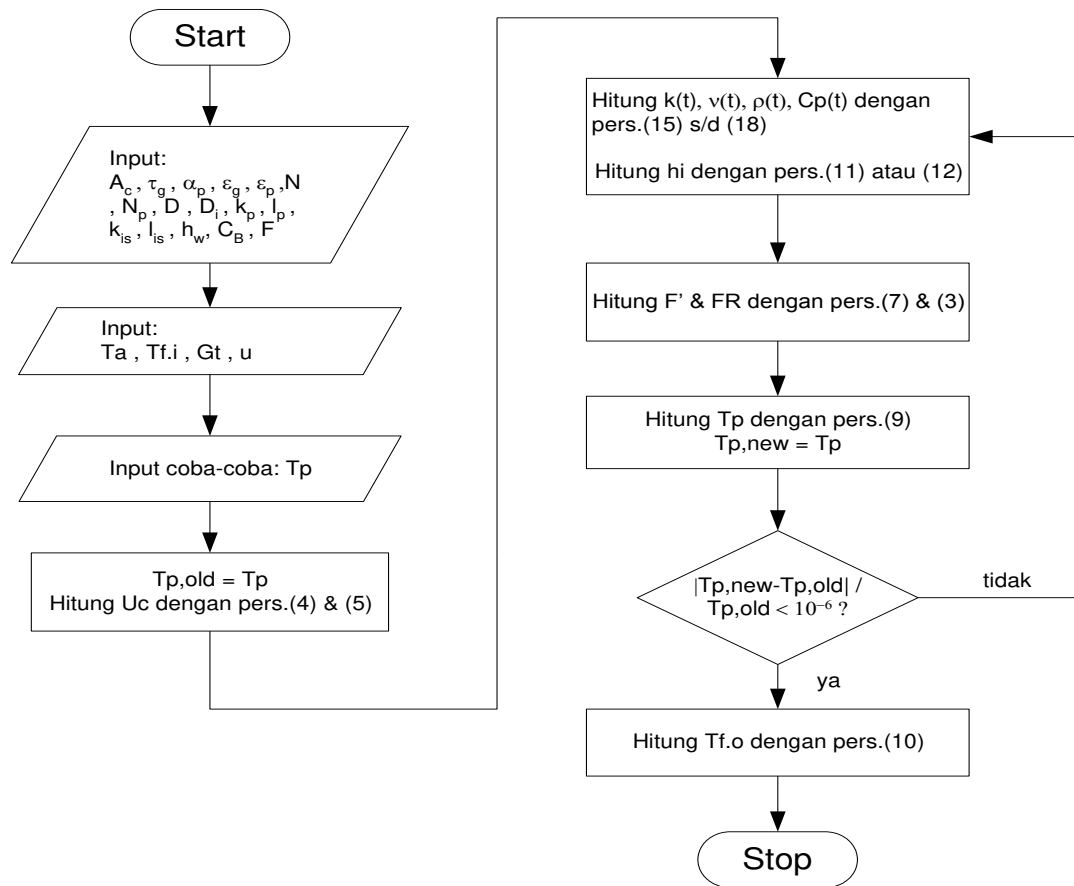 Start
Input:
A_c , τ_g , α_p , ε_g , ε_p ,N
, N_p , D , D_i , k_p , l_p ,
k_is , l_is , h_w, C_B , F
Input:
Ta , Tf.i , Gt , u
Input coba-coba: Tp
Tp,old = Tp
Hitung Uc dengan pers.(4) & (5)
Hitung k(t), ν(t), ρ(t), Cp(t) dengan
pers.(15) s/d (18)
Hitung hi dengan pers.(11) atau (12)
Hitung F' & FR dengan pers.(7) & (3)
Hitung Tp dengan pers.(9)
Tp,new = Tp
|Tp,new-Tp,old| /
Tp,old < 10⁻⁶ ?
tidak
ya
Hitung Tf.o dengan pers.(10)
Stop